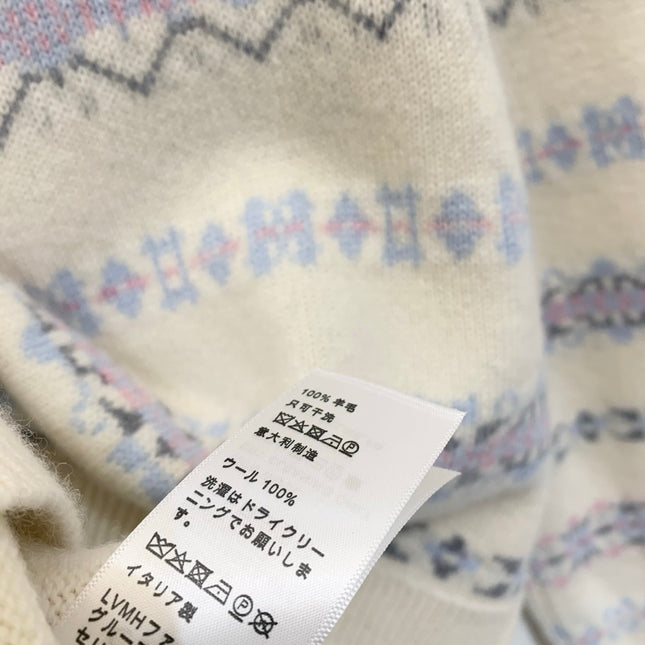 100% 羊毛
只可干洗
意大利制造
ウール 100%
洗濯はドライクリー
ニングでお願いしま
す。
イタリア製
LVMHファ
グルー
セリ